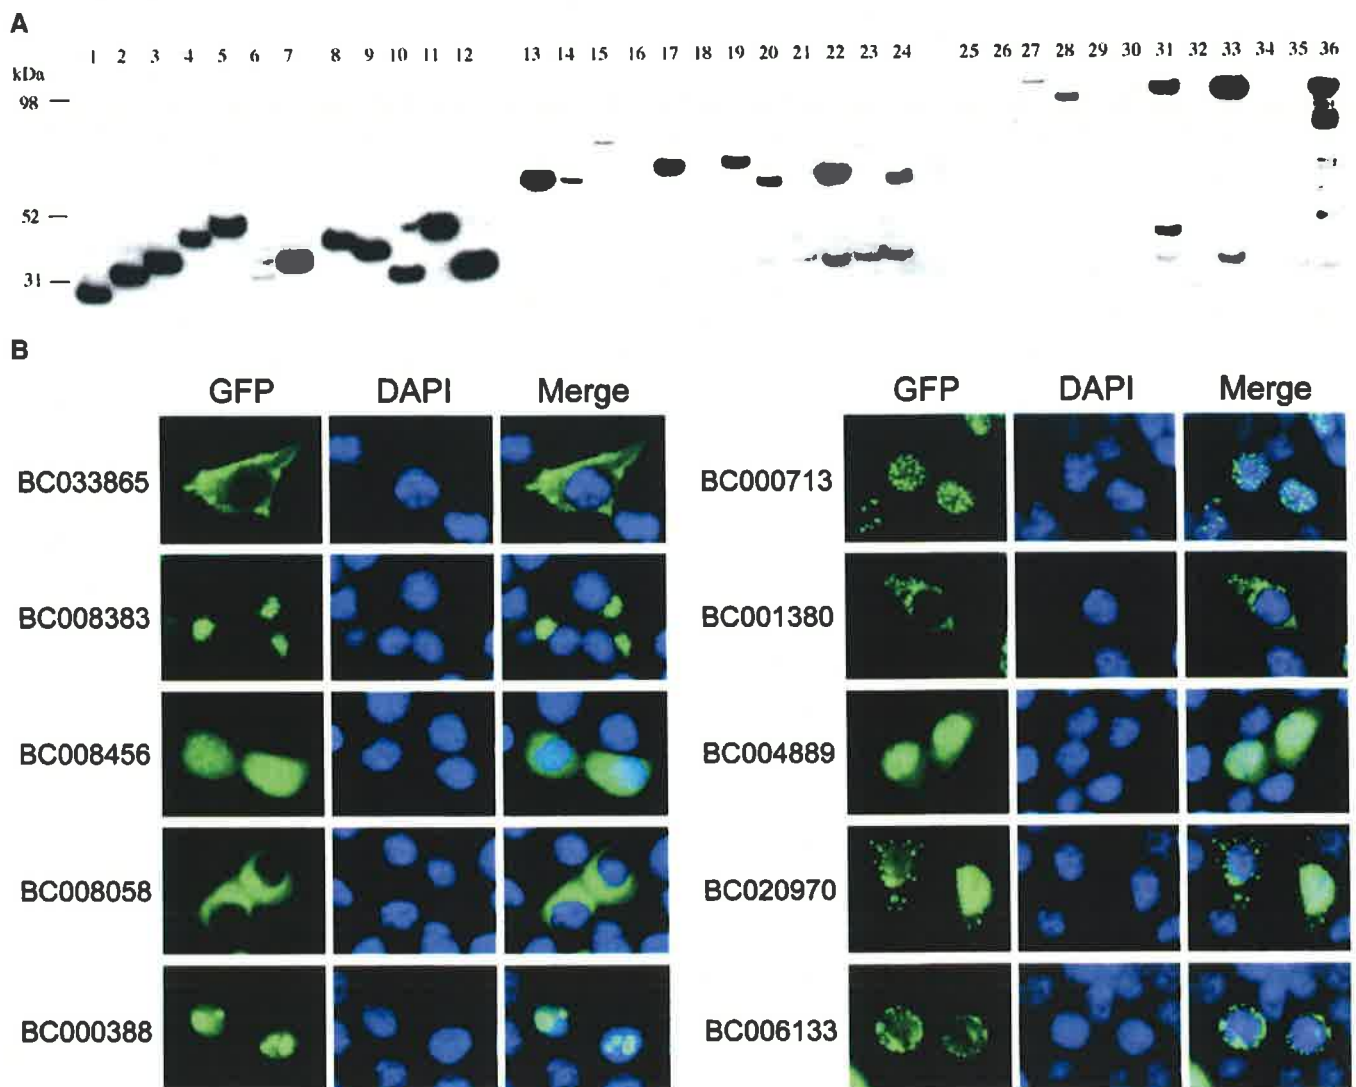 A
1 2 3 4 5 6 7 8 9 10 11 12 13 14 15 16 17 18 19 20 21 22 23 24 25 26 27 28 29 30 31 32 33 34 35 36
kDa
98
52
31
B
GFP DAPI Merge GFP DAPI Merge
BC033865 BC000713
BC008383 BC001380
BC008456 BC004889
BC008058 BC020970
BC000388 BC006133